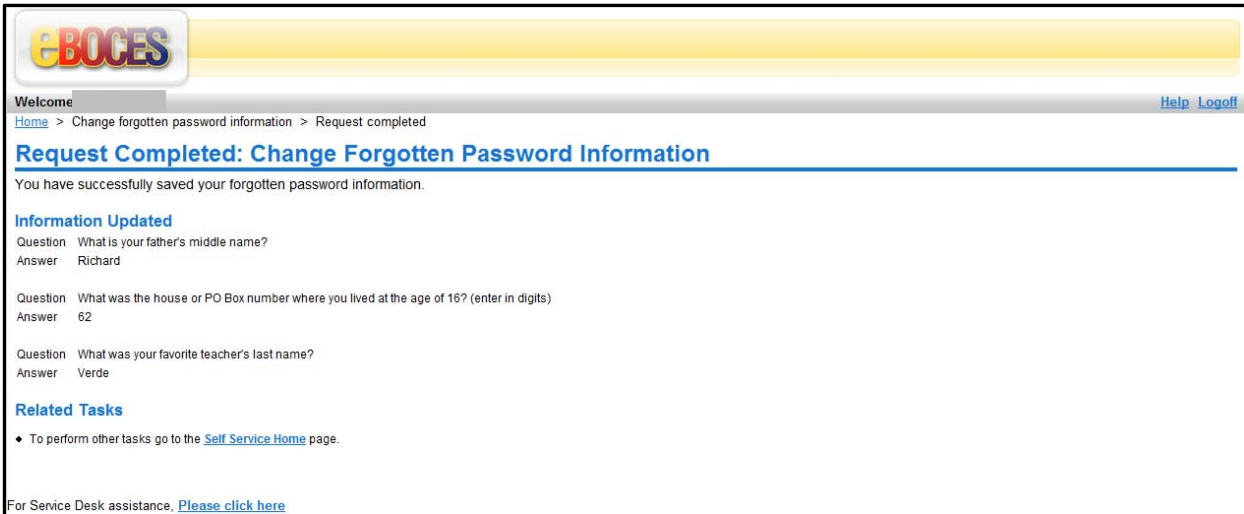 eBOCES
Welcome
Help Logoff
Home > Change forgotten password information > Request completed
Request Completed: Change Forgotten Password Information
You have successfully saved your forgotten password information.
Information Updated
Question What is your father's middle name?
Answer Richard
Question What was the house or PO Box number where you lived at the age of 16? (enter in digits)
Answer 62
Question What was your favorite teacher's last name?
Answer Verde
Related Tasks
• To perform other tasks go to the Self Service Home page.
For Service Desk assistance, Please click here